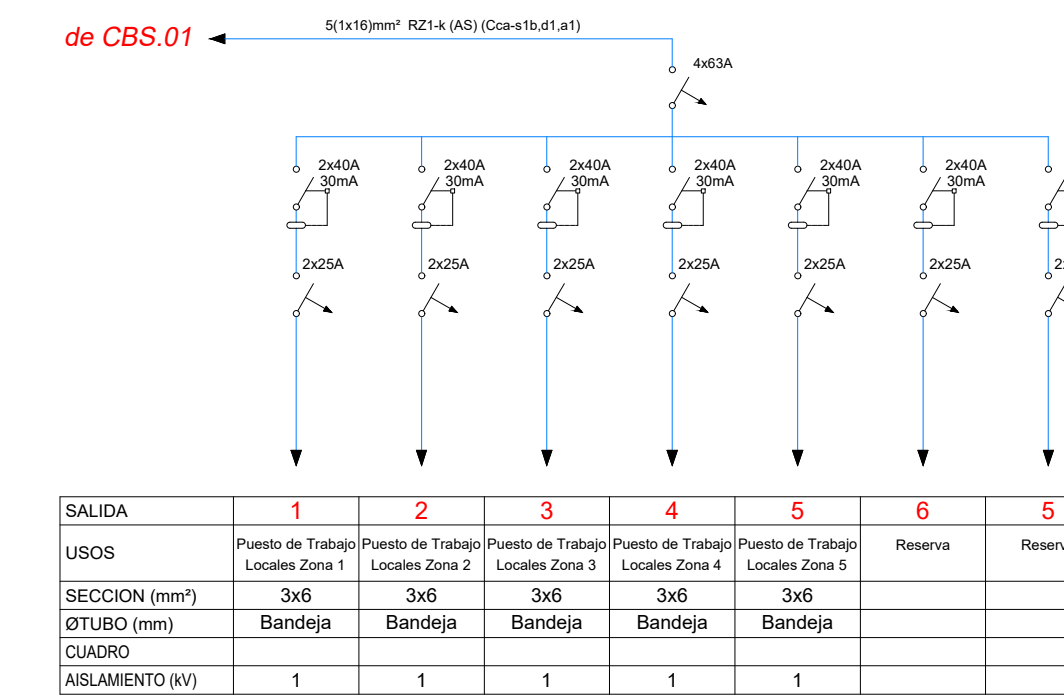 5(1x16)mm² RZ1-k (AS) (Cca-s1b,d1,a1)
de CBS.01
4x63A
2x40A 2x40A 2x40A 2x40A 2x40A 2x40A
30mA 30mA 30mA 30mA 30mA 30mA
2x25A 2x25A 2x25A 2x25A 2x25A 2x25A
SALIDA 1 2 3 4 5 6 5
USOS Puesto de Trabajo Locales Zona 1 Puesto de Trabajo Locales Zona 2 Puesto de Trabajo Locales Zona 3 Puesto de Trabajo Locales Zona 4 Puesto de Trabajo Locales Zona 5 Reserva
SECCION (mm²) 3x6 3x6 3x6 3x6 3x6
ØTUBO (mm) Bandeja Bandeja Bandeja Bandeja Bandeja
CUADRO
AISLAMIENTO (kV) 1 1 1 1 1